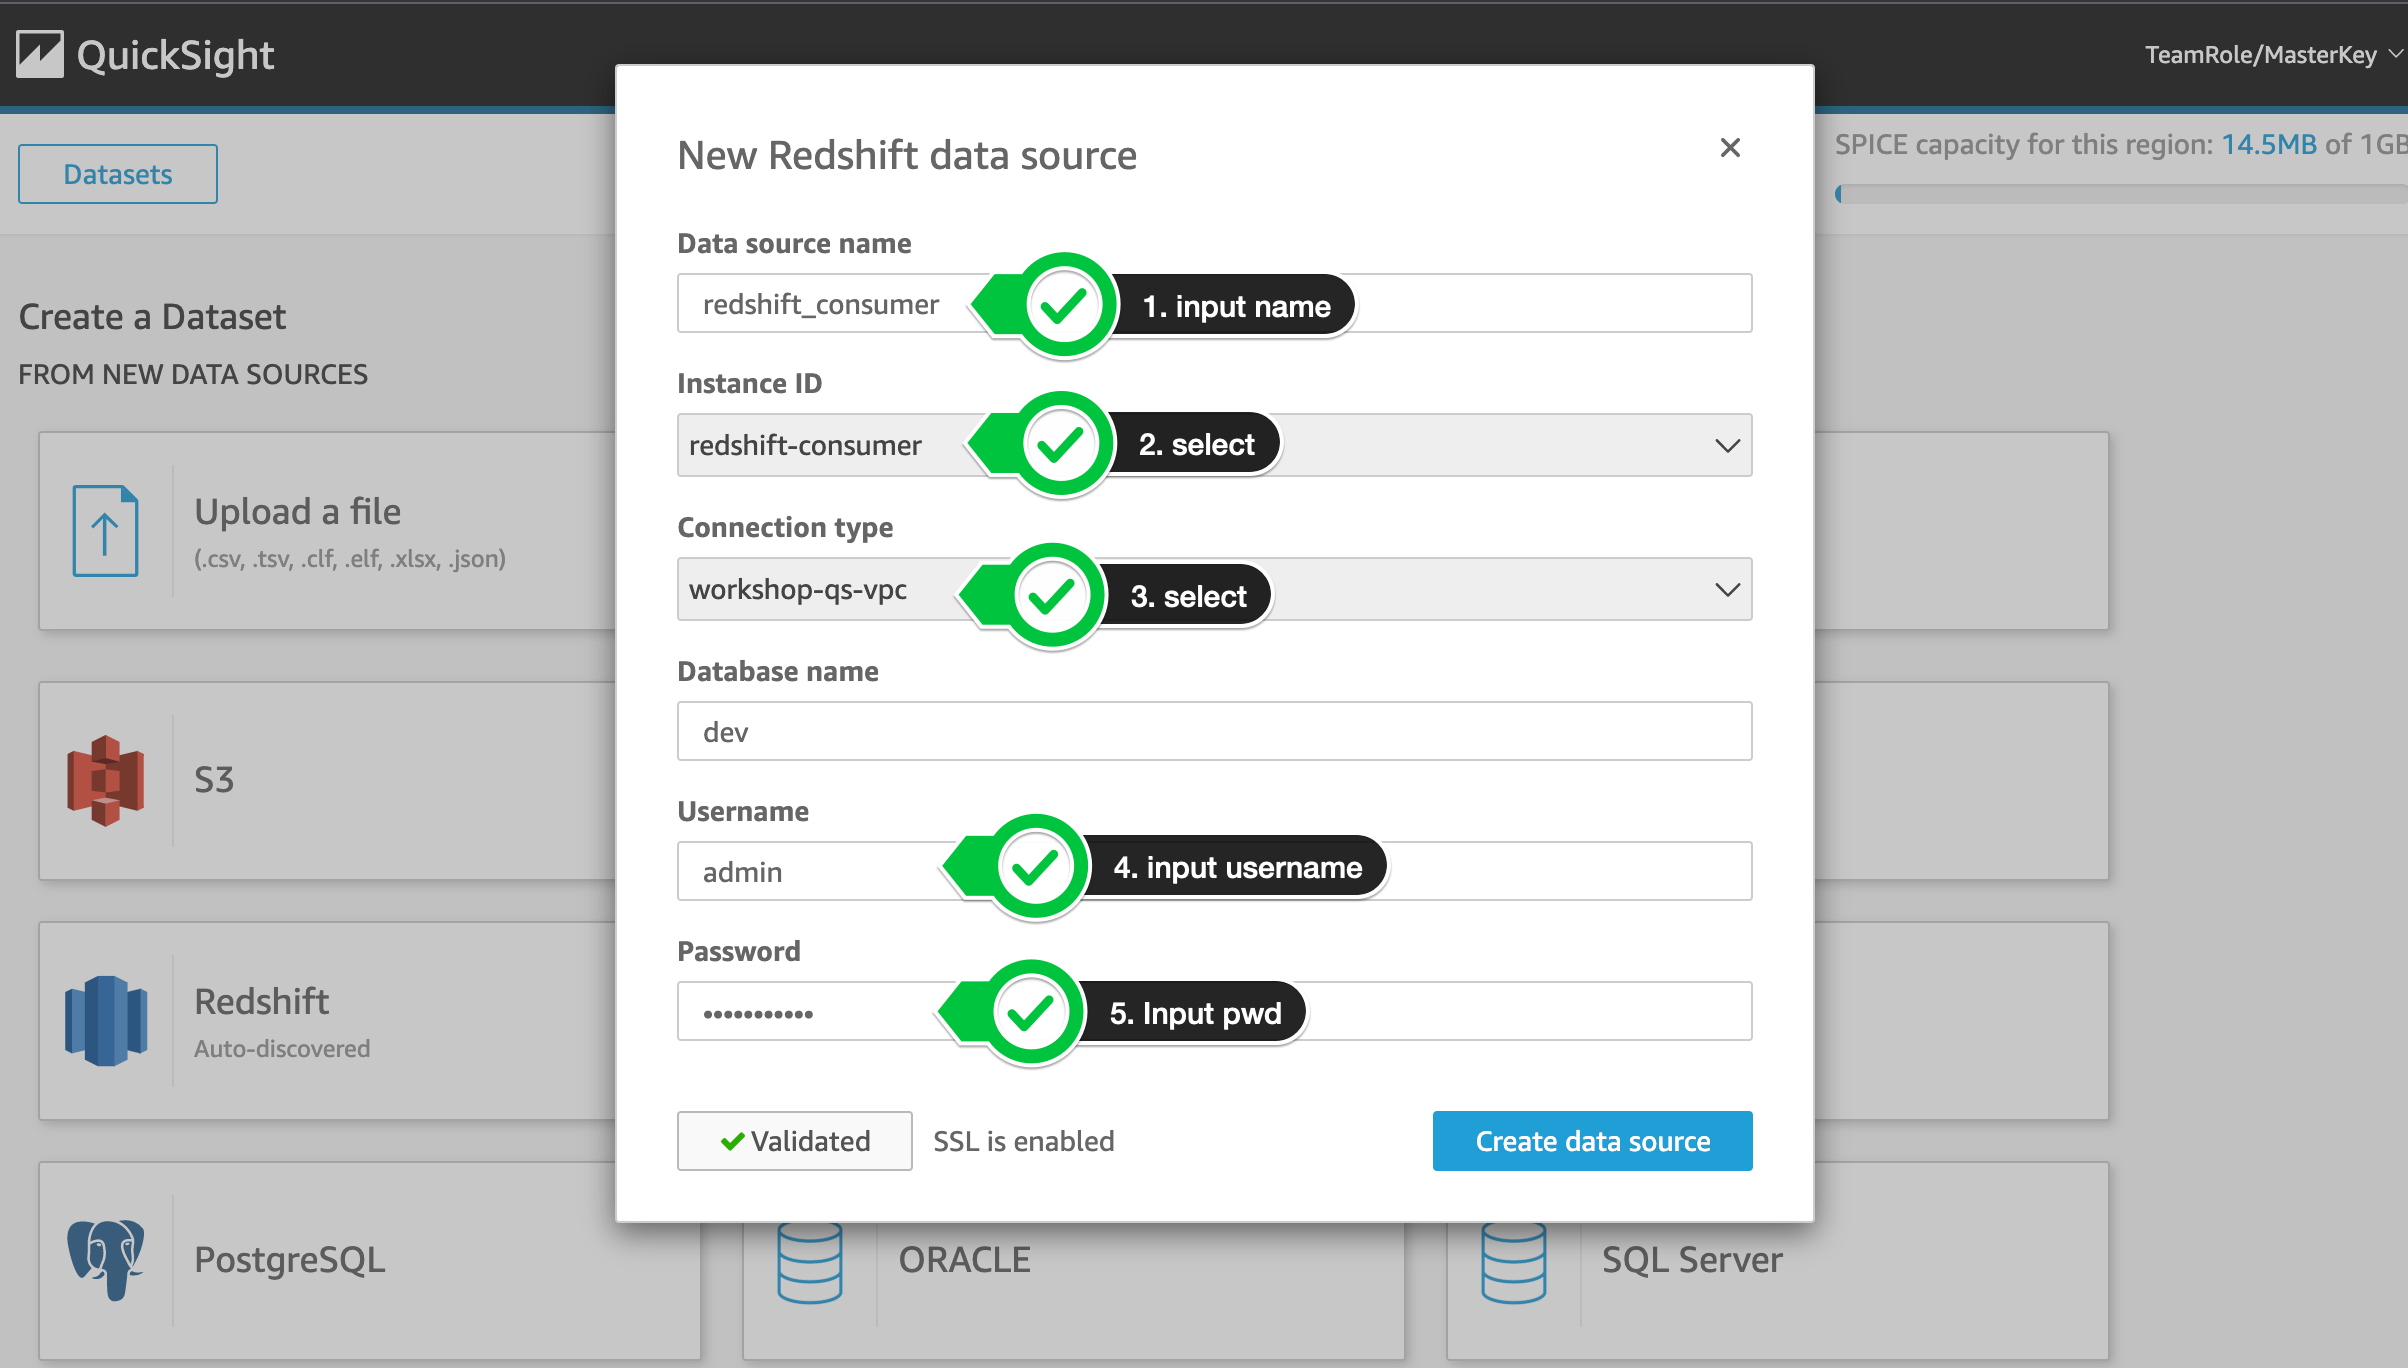 QuickSight
TeamRole/MasterKey
Datasets
SPICE capacity for this region: 14.5MB of 1GB
Create a Dataset
FROM NEW DATA SOURCES
Upload a file
(.csv, .tsv, .clf, .elf, .xlsx, .json)
S3
Redshift
Auto-discovered
PostgreSQL
ORACLE
SQL Server
New Redshift data source
Data source name
redshift_consumer
1. input name
Instance ID
redshift-consumer
2. select
Connection type
workshop-qs-vpc
3. select
Database name
dev
Username
admin
4. input username
Password
•••••••••••
5. Input pwd
Validated
SSL is enabled
Create data source